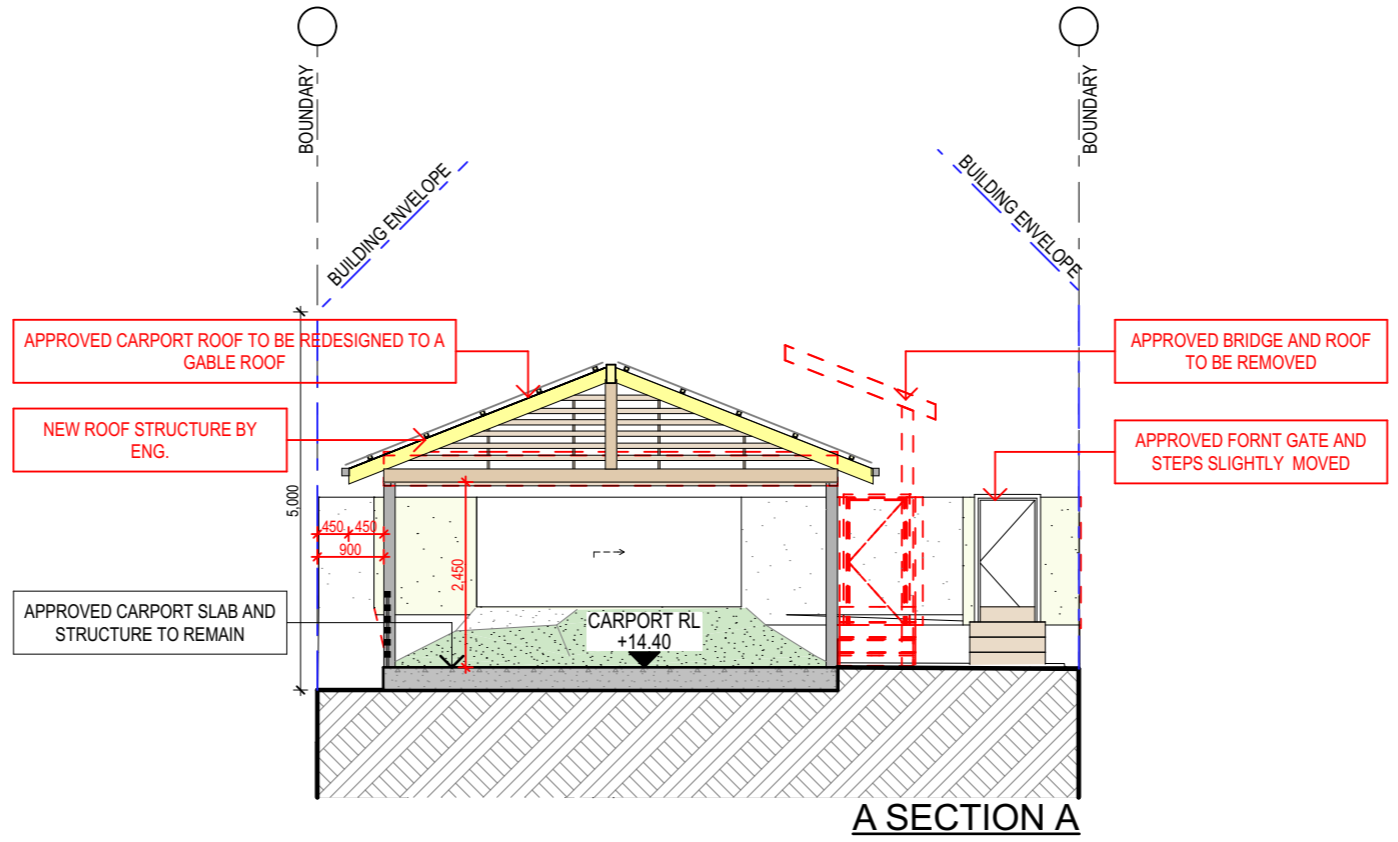 BOUNDARY
BOUNDARY
BUILDING ENVELOPE
BUILDING ENVELOPE
APPROVED CARPORT ROOF TO BE REDESIGNED TO A
GABLE ROOF
APPROVED BRIDGE AND ROOF
TO BE REMOVED
NEW ROOF STRUCTURE BY
ENG.
APPROVED FORNT GATE AND
STEPS SLIGHTLY MOVED
5,000
450 450
900
2,450
APPROVED CARPORT SLAB AND
STRUCTURE TO REMAIN
CARPORT RL
+14.40
A SECTION A